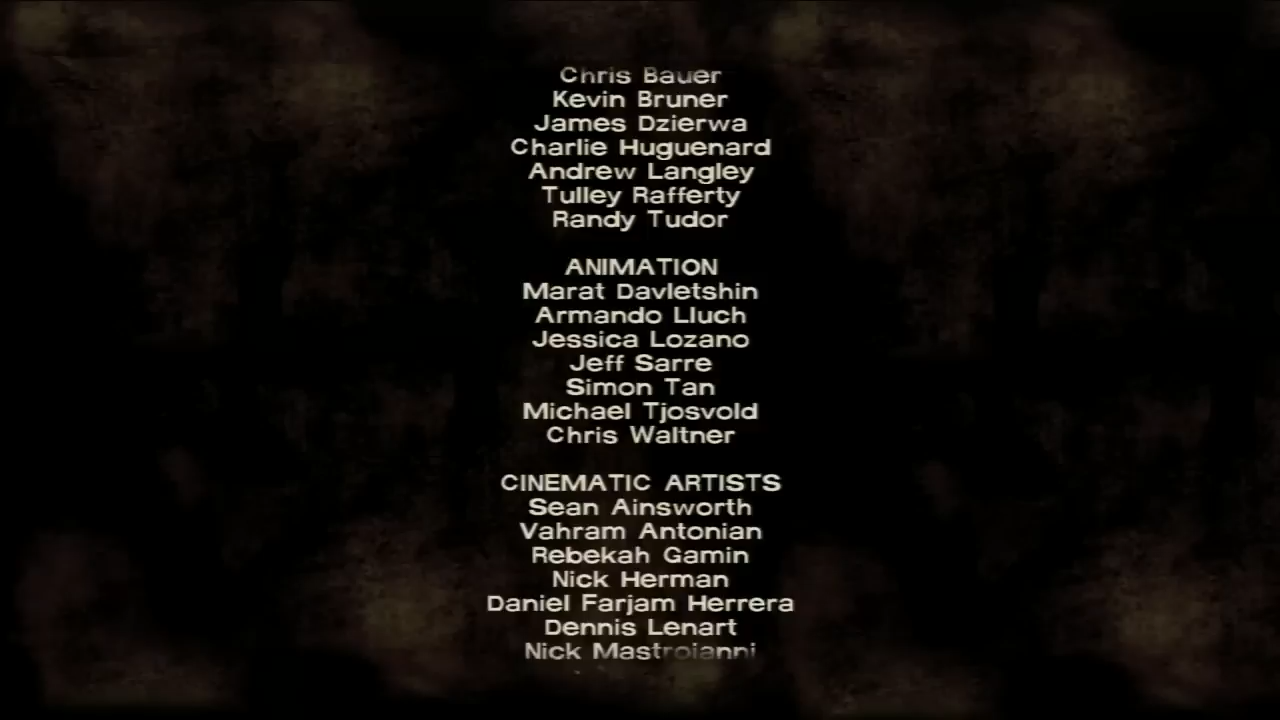 Chris Bauer
Kevin Bruner
James Dzierwa
Charlie Huguenard
Andrew Langley
Tulley Rafferty
Randy Tudor
ANIMATION
Marat Davletshin
Armando Lluch
Jessica Lozano
Jeff Sarre
Simon Tan
Michael Tjosvold
Chris Waltner
CINEMATIC ARTISTS
Sean Ainsworth
Vahram Antonian
Rebekah Gamin
Nick Herman
Daniel Farjam Herrera
Dennis Lenart
Nick Mastroianni